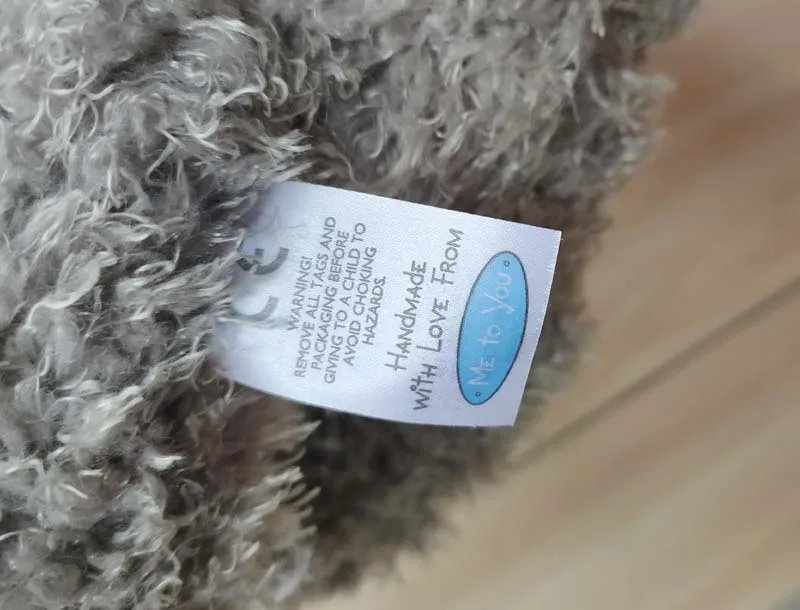 CE
WARNING!
REMOVE ALL TAGS AND
PACKAGING BEFORE
GIVING TO A CHILD TO
AVOID CHOKING
HAZARDS.
HANDMADE
WITH LOVE FROM
ME TO YOU